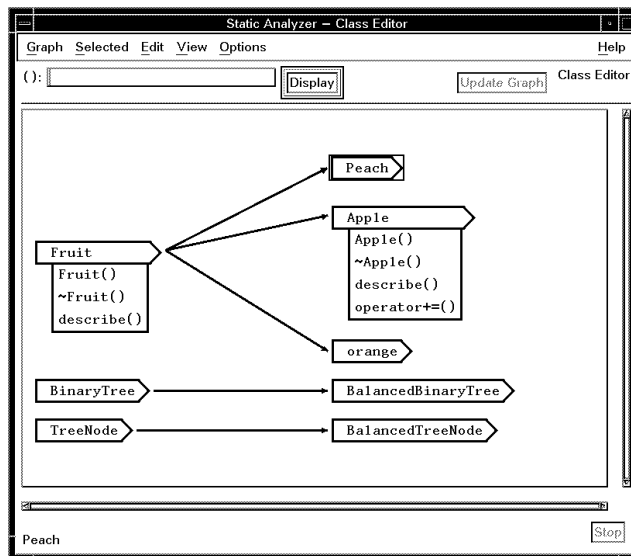 Static Analyzer – Class Editor
Graph Selected Edit View Options Help
(): Display Update Graph Class Editor
Peach
Apple
Apple()
~Apple()
describe()
operator+=()
Fruit
Fruit()
~Fruit()
describe()
orange
BinaryTree BalancedBinaryTree
TreeNode BalancedTreeNode
Peach Stop